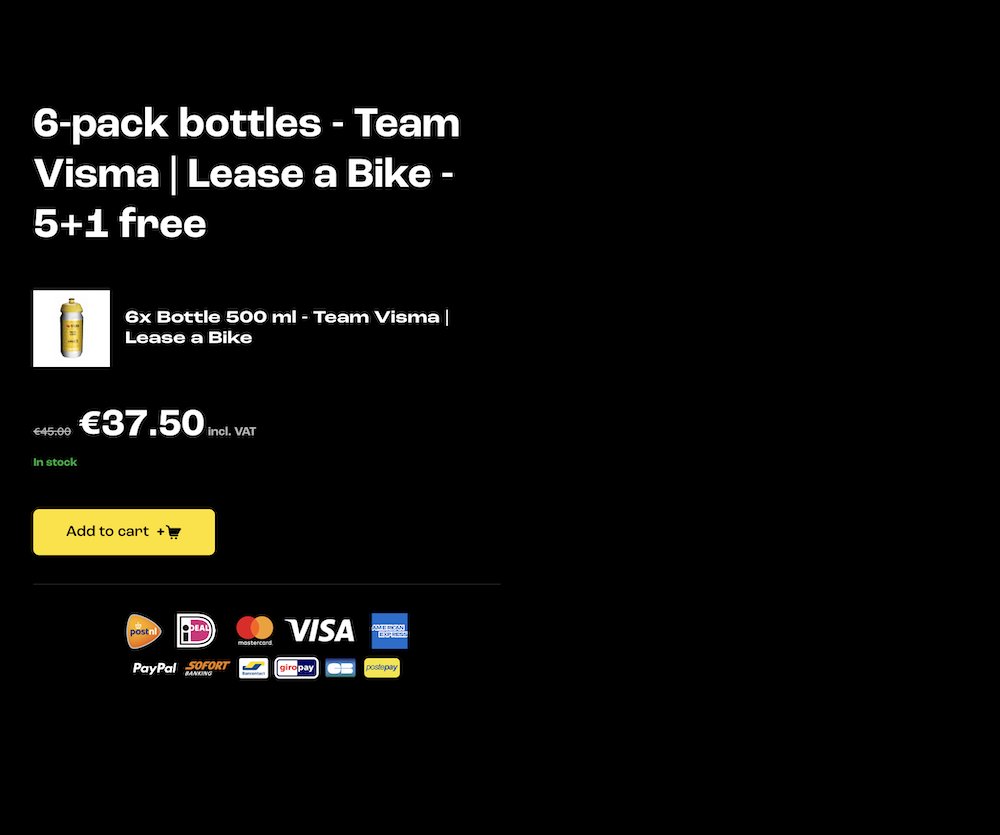 6-pack bottles - Team
Visma | Lease a Bike -
5+1 free
6x Bottle 500 ml - Team Visma |
Lease a Bike
€45.00 €37.50 incl. VAT
In stock
Add to cart +
postnl iDEAL mastercard. VISA AMERICAN EXPRESS
PayPal SOFORT BANKING Bancontact giropay CB postepay